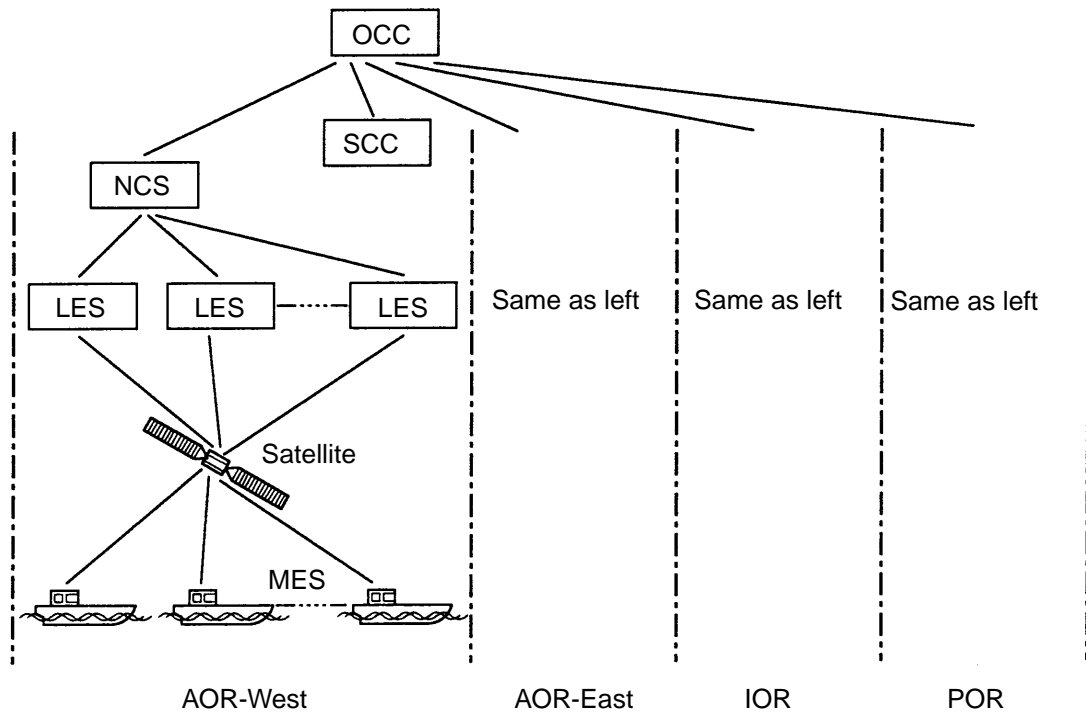 OCC
SCC
NCS
LES LES LES
Same as left Same as left Same as left
Satellite
MES
AOR-West AOR-East IOR POR